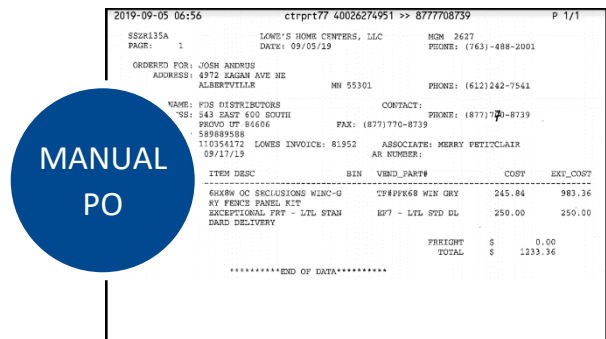 2019-09-05 06:56 ctrprt77 40026274951 >> 8777708739 P 1/1
SSZR135A LOWE'S HOME CENTERS, LLC MGM 2627
PAGE: 1 DATE: 09/05/19 PHONE: (763)-488-2001
ORDERED FOR: JOSH ANDRUS
ADDRESS: 4972 KAGAN AVE NE
ALBERTVILLE MN 55301 PHONE: (612)242-7541
NAME: FDS DISTRIBUTORS CONTACT:
SS: 543 EAST 600 SOUTH PHONE: (877)770-8739
PROVO UT 84606 FAX: (877)770-8739
589889588
110354172 LOWES INVOICE: 81952 ASSOCIATE: MERRY PETITCLAIR
09/17/19 AR NUMBER:
ITEM DESC BIN VEND_PART# COST EXT_COST
6HX8W OC SECLUSIONS WINC-G TF#PFK68 WIN GRY 245.84 983.36
RY FENCE PANEL KIT
EXCEPTIONAL FRT - LTL STAN EF7 - LTL STD DL 250.00 250.00
DARD DELIVERY
FREIGHT $ 0.00
TOTAL $ 1233.36
**********END OF DATA**********
MANUAL
PO